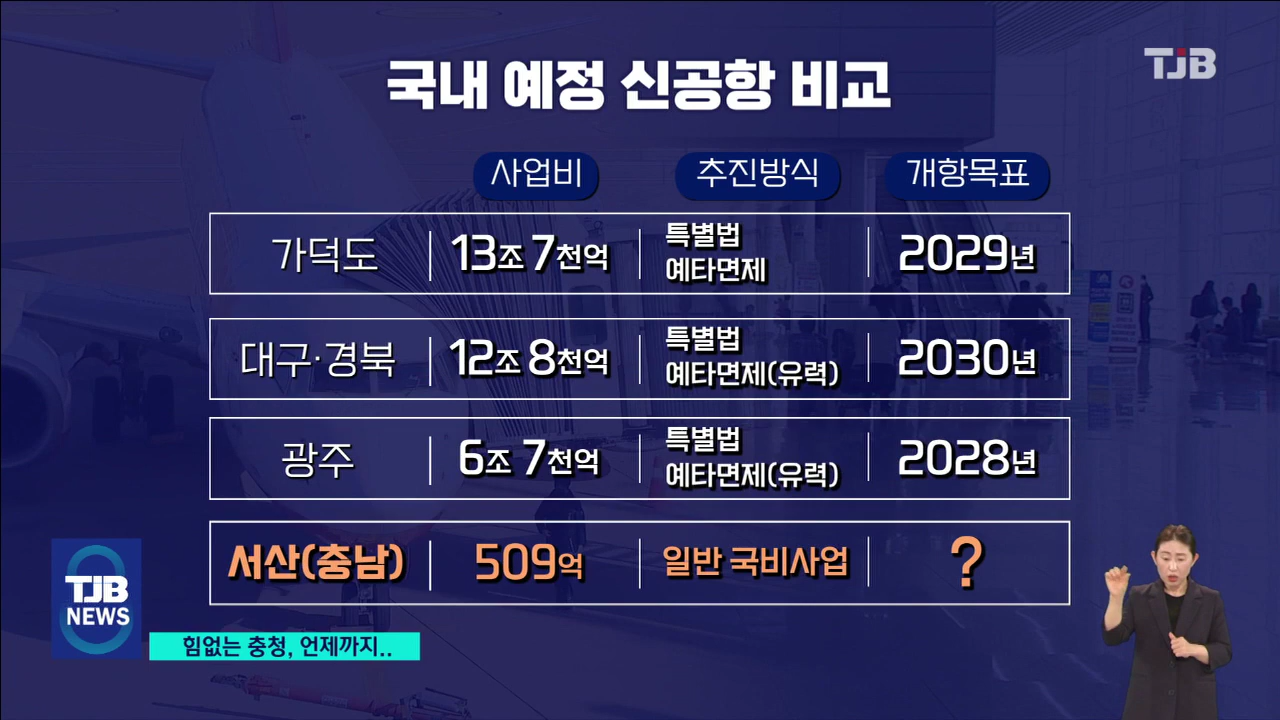 TJB
국내 예정 신공항 비교
사업비 추진방식 개항목표
가덕도 13조 7천억 특별법 예타면제 2029년
대구·경북 12조 8천억 특별법 예타면제(유력) 2030년
광주 6조 7천억 특별법 예타면제(유력) 2028년
서산(충남) 509억 일반 국비사업 ?
8
TJB
NEWS
힘없는 충청, 언제까지..